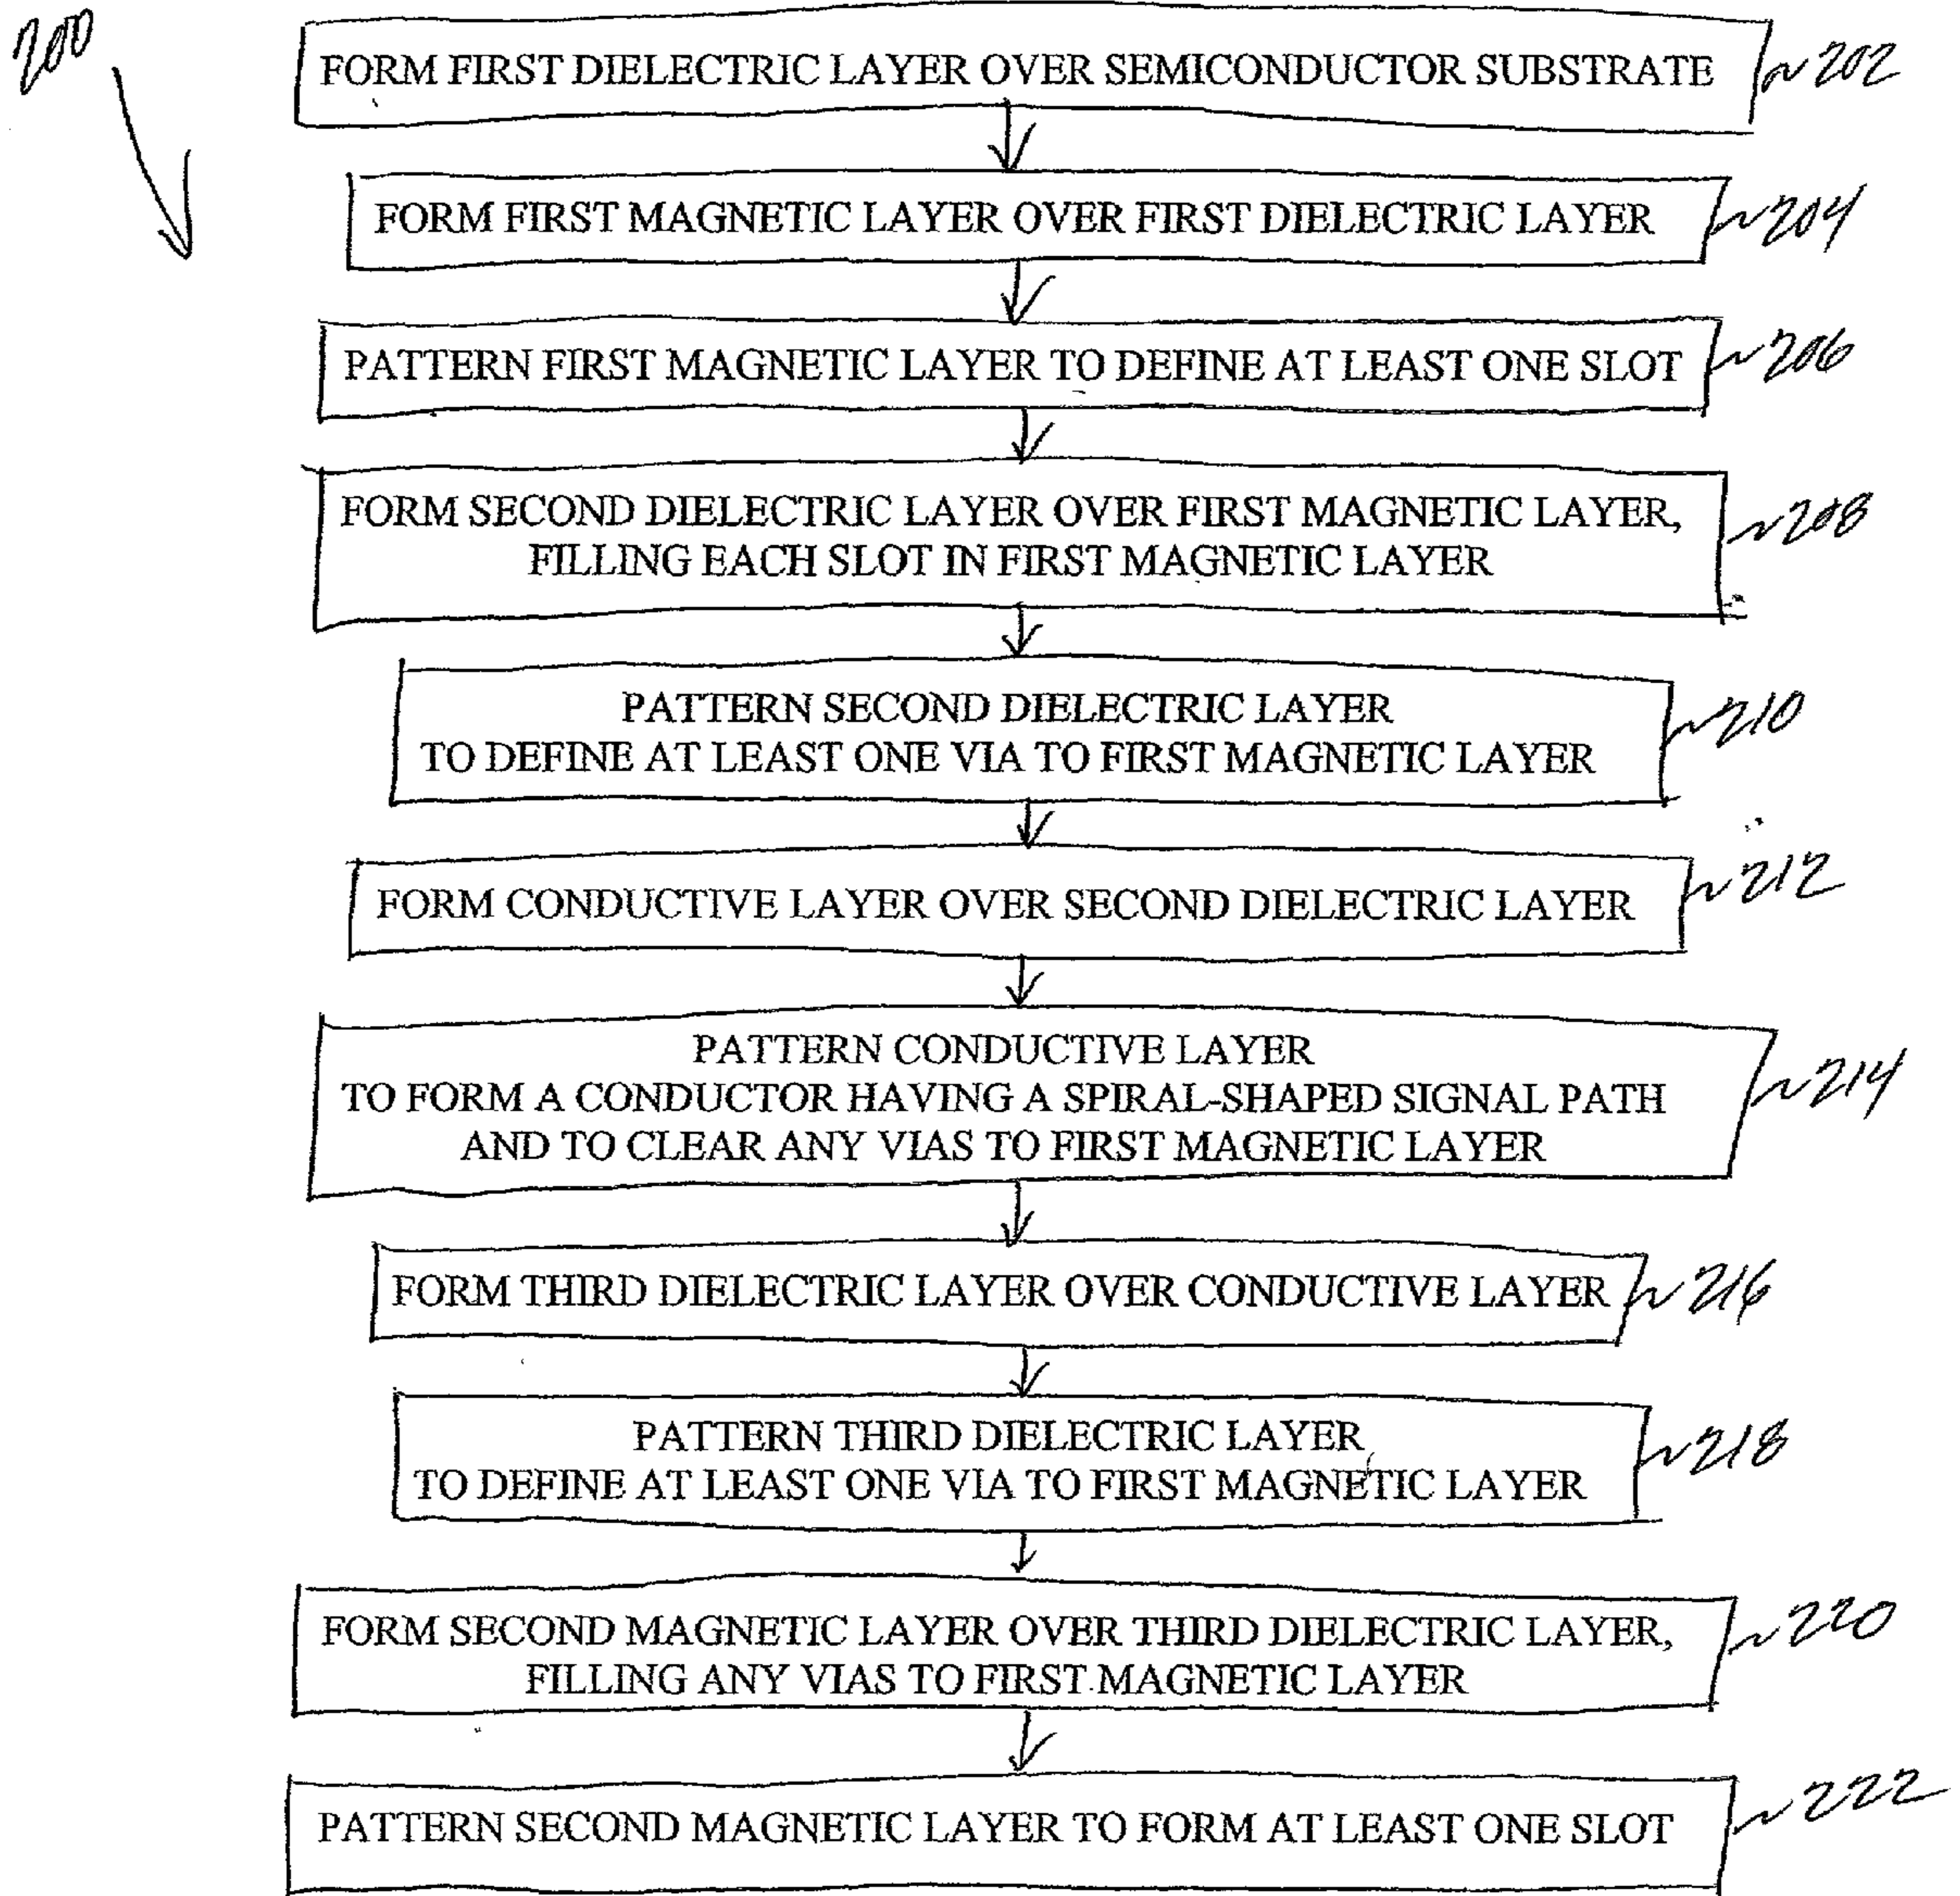 200
FORM FIRST DIELECTRIC LAYER OVER SEMICONDUCTOR SUBSTRATE 202
FORM FIRST MAGNETIC LAYER OVER FIRST DIELECTRIC LAYER 204
PATTERN FIRST MAGNETIC LAYER TO DEFINE AT LEAST ONE SLOT 206
FORM SECOND DIELECTRIC LAYER OVER FIRST MAGNETIC LAYER, 208
FILLING EACH SLOT IN FIRST MAGNETIC LAYER
PATTERN SECOND DIELECTRIC LAYER 210
TO DEFINE AT LEAST ONE VIA TO FIRST MAGNETIC LAYER
FORM CONDUCTIVE LAYER OVER SECOND DIELECTRIC LAYER 212
PATTERN CONDUCTIVE LAYER
TO FORM A CONDUCTOR HAVING A SPIRAL-SHAPED SIGNAL PATH 214
AND TO CLEAR ANY VIAS TO FIRST MAGNETIC LAYER
FORM THIRD DIELECTRIC LAYER OVER CONDUCTIVE LAYER 216
PATTERN THIRD DIELECTRIC LAYER 218
TO DEFINE AT LEAST ONE VIA TO FIRST MAGNETIC LAYER
FORM SECOND MAGNETIC LAYER OVER THIRD DIELECTRIC LAYER, 220
FILLING ANY VIAS TO FIRST MAGNETIC LAYER
PATTERN SECOND MAGNETIC LAYER TO FORM AT LEAST ONE SLOT 222